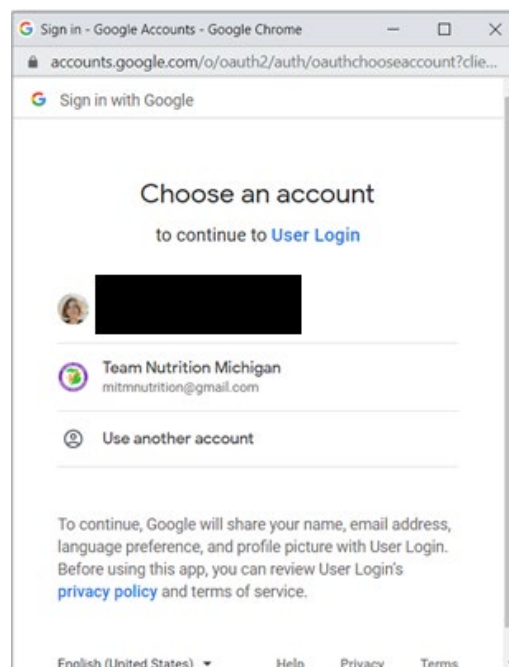 Sign in - Google Accounts - Google Chrome
accounts.google.com/o/oauth2/auth/oauthchooseaccount?clie...
Sign in with Google
Choose an account
to continue to User Login
Team Nutrition Michigan
mitmnutrition@gmail.com
Use another account
To continue, Google will share your name, email address,
language preference, and profile picture with User Login.
Before using this app, you can review User Login's
privacy policy and terms of service.
English (United States) Help Privacy Terms